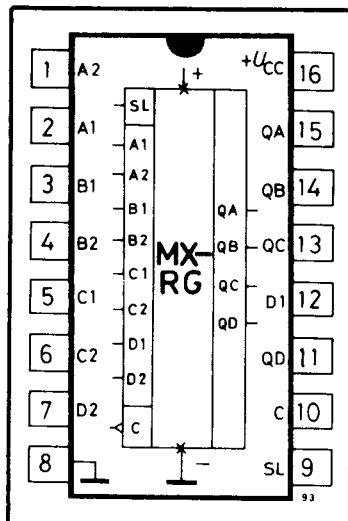 +UCC
1 A2 16
+
SL
2 A1 QA 15
A1
A2
3 B1 QB 14
B1 QA
4 B2 B2 MX- QB QC 13
C1 RG
5 C1 QC D1 12
C2 QD
D1
6 C2 QD 11
D2
7 D2 C C 10
8 - SL 9
93